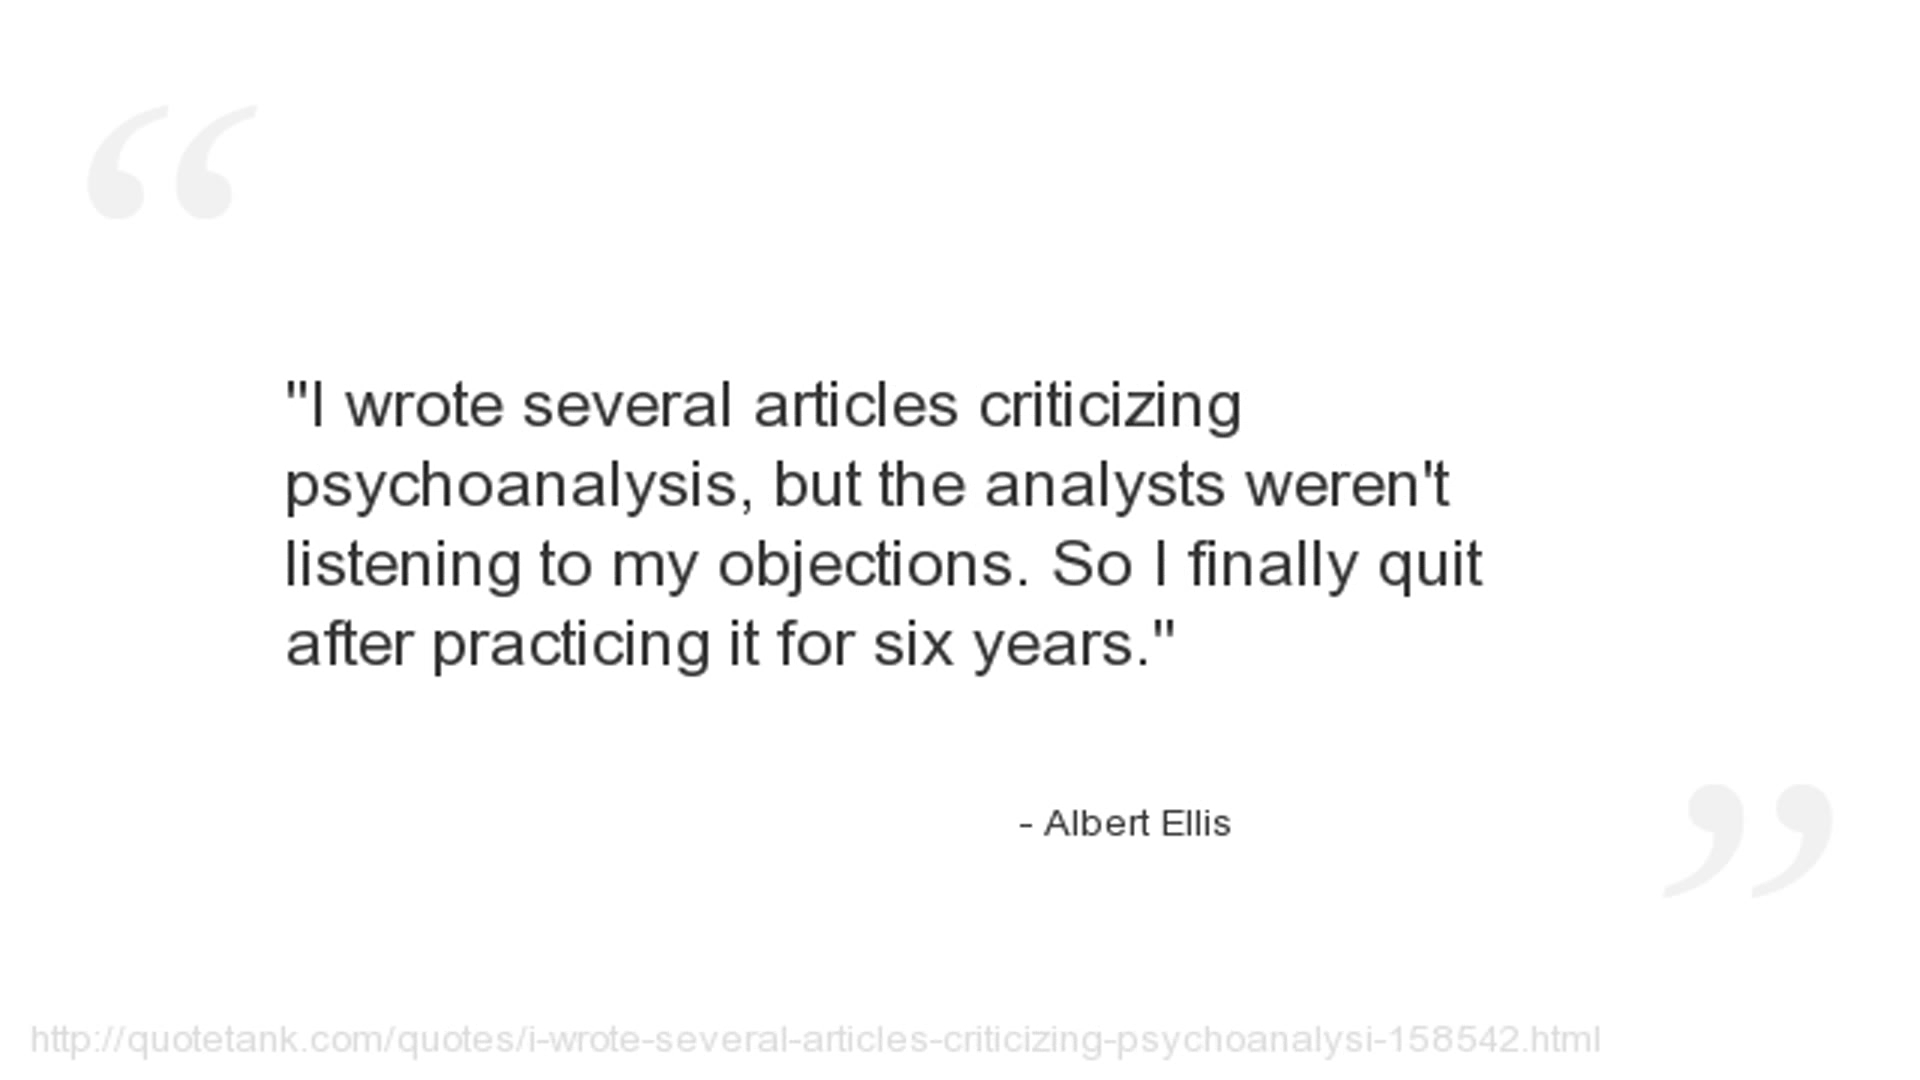 "I wrote several articles criticizing
psychoanalysis, but the analysts weren't
listening to my objections. So I finally quit
after practicing it for six years."
- Albert Ellis
http://quotetank.com/quotes/i-wrote-several-articles-criticizing-psychoanalysi-158542.html